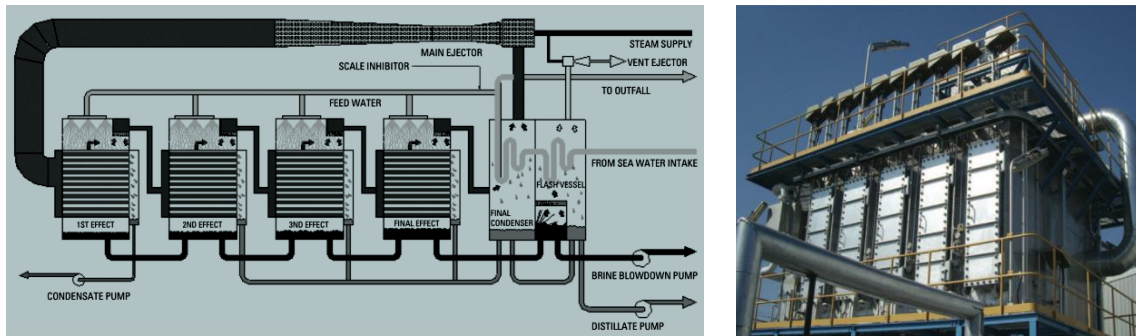 MAIN EJECTOR
STEAM SUPPLY
VENT EJECTOR
SCALE INHIBITOR
FEED WATER
TO OUTFALL
FROM SEA WATER INTAKE
FLASH VESSEL
FINAL
CONDENSER
1ST EFFECT
2ND EFFECT
3ND EFFECT
FINAL EFFECT
BRINE BLOWDOWN PUMP
CONDENSATE PUMP
DISTILLATE PUMP